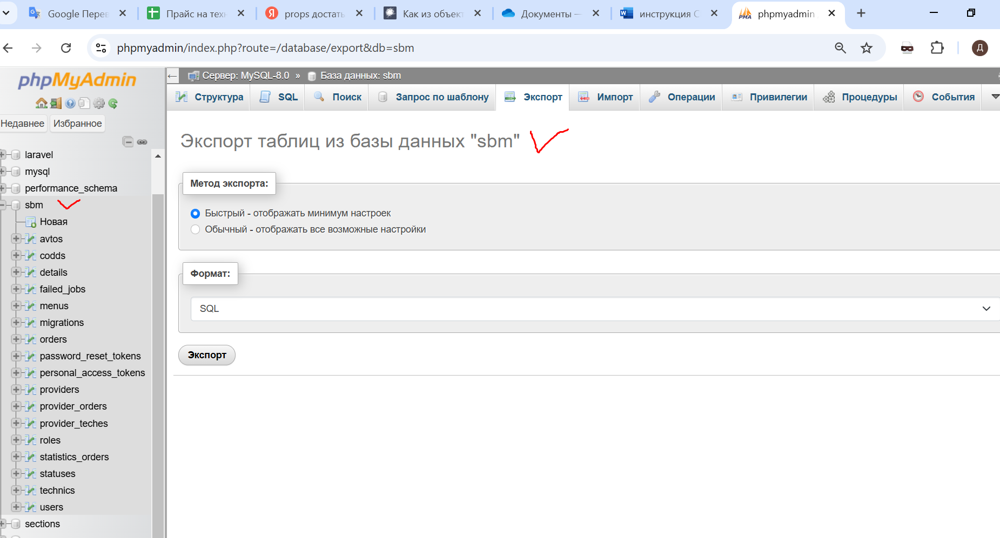 Google Перев
Прайс на техн
props достать
Как из объект
Документы —
инструкция С
phpmyadmin
phpmyadmin/index.php?route=/database/export&db=sbm
Д
phpMyAdmin
Недавнее
Избранное
laravel
mysql
performance_schema
sbm
Новая
avtos
codds
details
failed_jobs
menus
migrations
orders
password_reset_tokens
personal_access_tokens
providers
provider_orders
provider_teches
roles
statistics_orders
statuses
technics
users
sections
← Сервер: MySQL-8.0 » База данных: sbm
Структура
SQL
Поиск
Запрос по шаблону
Экспорт
Импорт
Операции
Привилегии
Процедуры
События
Экспорт таблиц из базы данных "sbm"
Метод экспорта:
Быстрый - отображать минимум настроек
Обычный - отображать все возможные настройки
Формат:
SQL
Экспорт